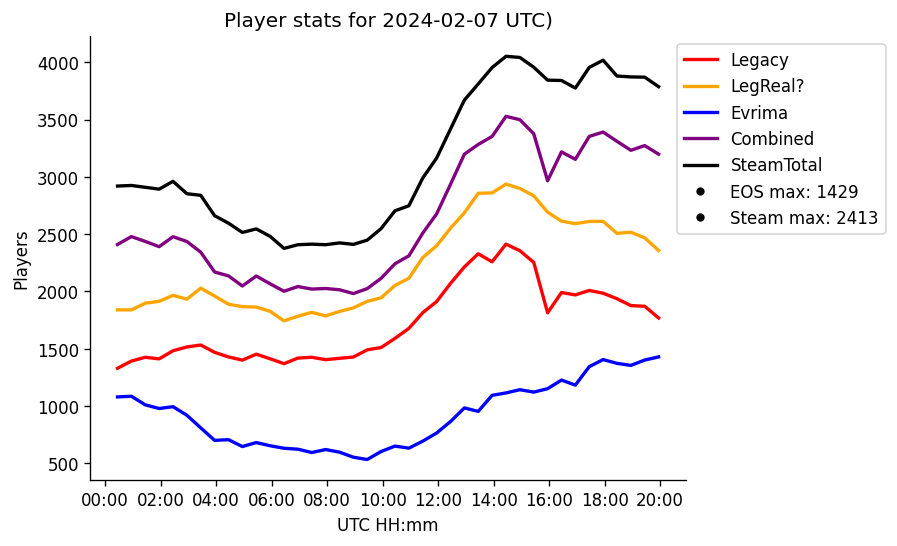 Player stats for 2024-02-07 UTC)
Players
4000
3500
3000
2500
2000
1500
1000
500
00:00 02:00 04:00 06:00 08:00 10:00 12:00 14:00 16:00 18:00 20:00
UTC HH:mm
Legacy
LegReal?
Evrima
Combined
SteamTotal
EOS max: 1429
Steam max: 2413